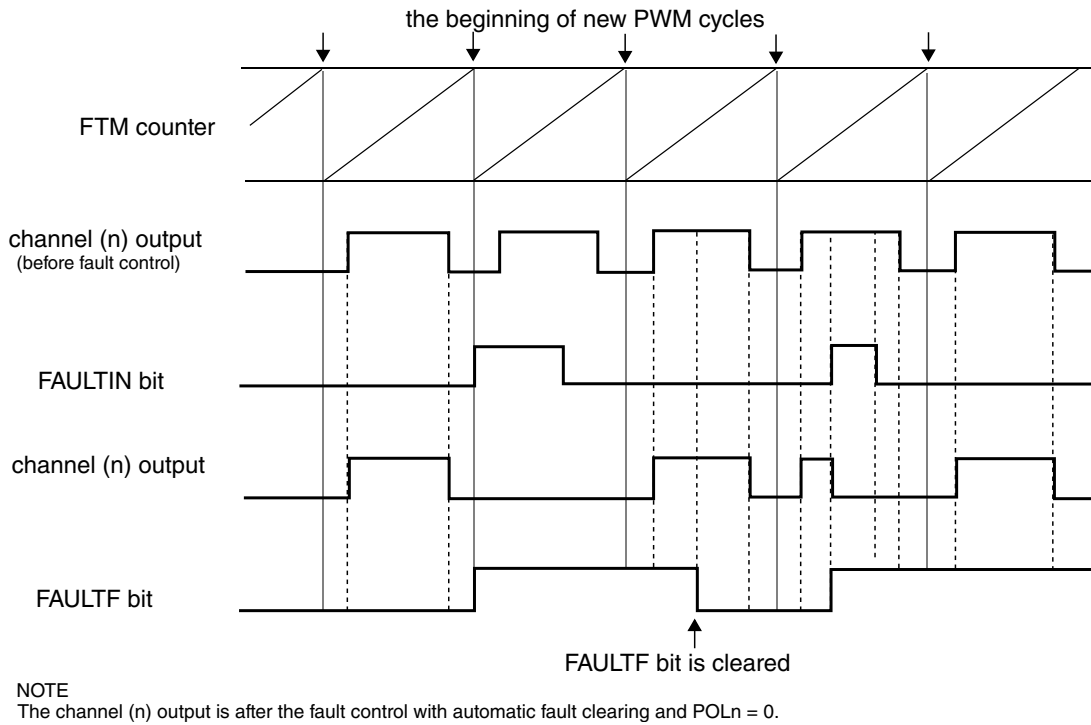 the beginning of new PWM cycles
FTM counter
channel (n) output
(before fault control)
FAULTIN bit
channel (n) output
FAULTF bit
FAULTF bit is cleared
NOTE
The channel (n) output is after the fault control with automatic fault clearing and POLn = 0.